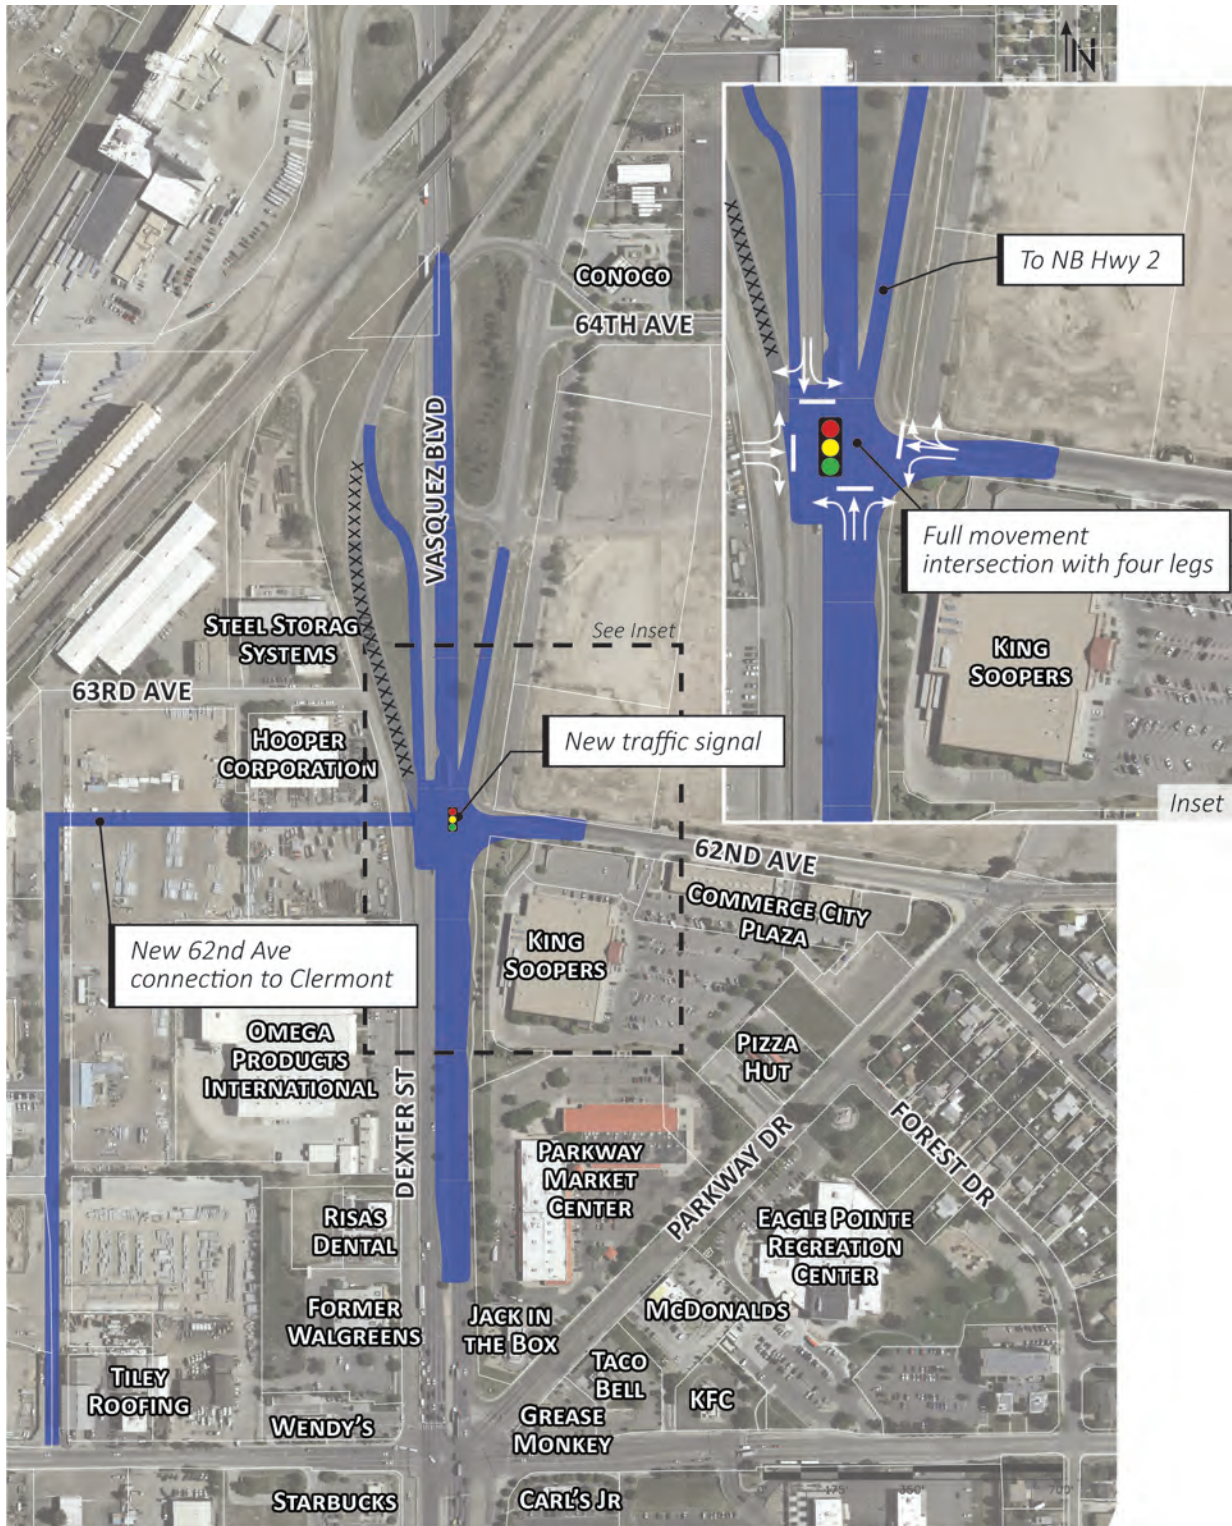 N
CONOCO
64TH AVE
To NB Hwy 2
Full movement
intersection with four legs
KING
SOOPERS
Inset
VASQUEZ BLVD
STEEL STORAG
SYSTEMS
See Inset
63RD AVE
HOOPER
CORPORATION
New traffic signal
62ND AVE
COMMERCE CITY
PLAZA
New 62nd Ave
connection to Clermont
KING
SOOPERS
OMEGA
PRODUCTS
INTERNATIONAL
PIZZA
HUT
DEXTER ST
FOREST DR
PARKWAY
MARKET
CENTER
PARKWAY DR
RISAS
DENTAL
EAGLE POINTE
RECREATION
CENTER
FORMER
WALGREENS
JACK IN
THE BOX
MCDONALDS
TILEY
ROOFING
TACO
BELL
KFC
WENDY'S
GREASE
MONKEY
STARBUCKS
CARL'S JR
175'
350'
700'